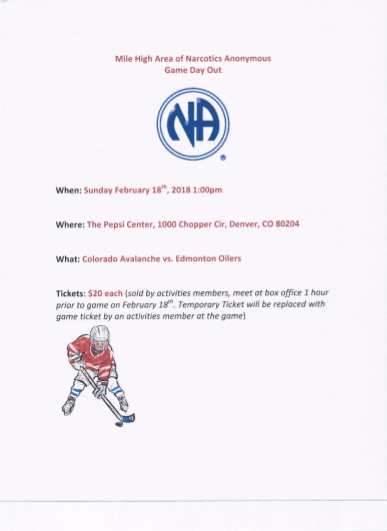 Mile High Area of Narcotics Anonymous
Game Day Out
NA
®
When: Sunday February 18th, 2018 1:00pm
Where: The Pepsi Center, 1000 Chopper Cir, Denver, CO 80204
What: Colorado Avalanche vs. Edmonton Oilers
Tickets: $20 each (sold by activities members, meet at box office 1 hour
prior to game on February 18th. Temporary Ticket will be replaced with
game ticket by an activities member at the game)